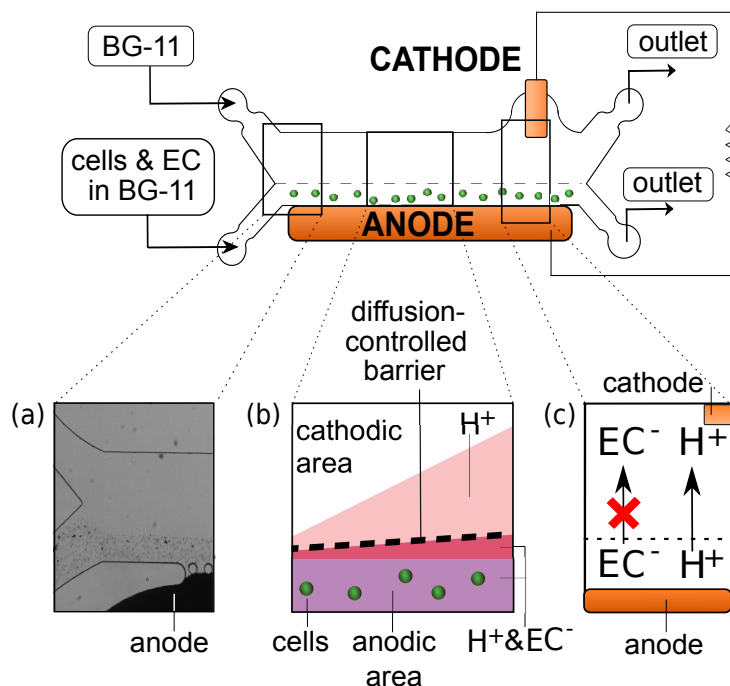 BG-11
CATHODE
outlet
cells & EC
in BG-11
outlet
ANODE
diffusion-
controlled
barrier
cathode
(a)
(b)
(c)
cathodic
area
H⁺
EC⁻
H⁺
EC⁻
H⁺
anode
cells
anodic
area
H⁺&EC⁻
anode